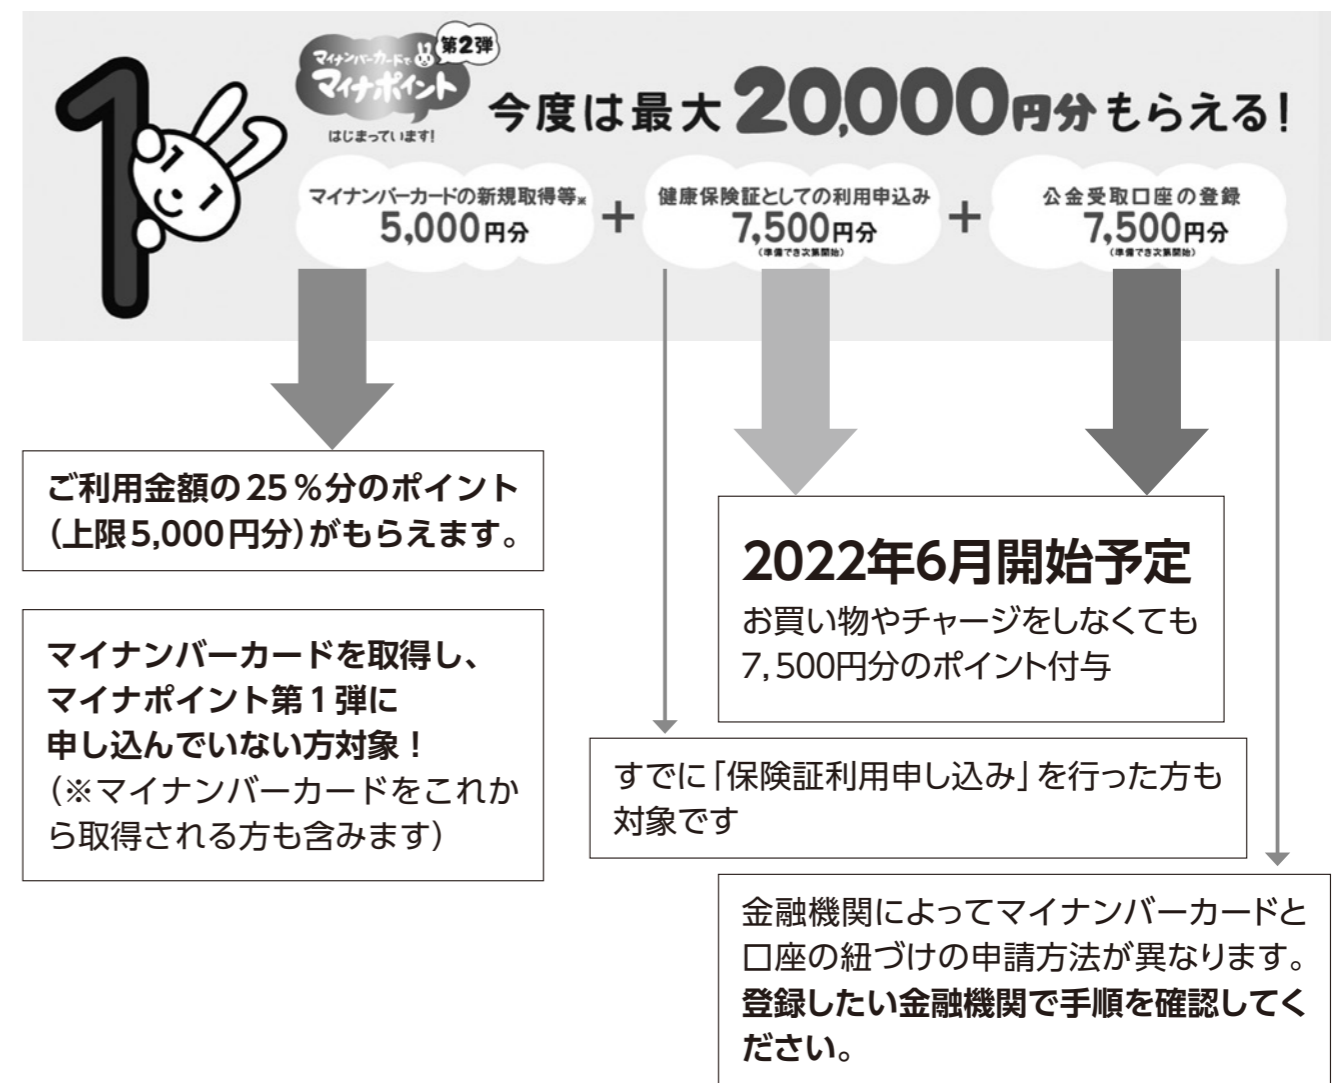 マイナンバーカードで
マイナポイント
第2弾
はじまっています!
今度は最大20,000円分もらえる!
マイナンバーカードの新規取得等※
5,000円分
+
健康保険証としての利用申込み
7,500円分
(準備でき次第開始)
+
公金受取口座の登録
7,500円分
(準備でき次第開始)
ご利用金額の25%分のポイント
(上限5,000円分)がもらえます。
マイナンバーカードを取得し、
マイナポイント第1弾に
申し込んでいない方対象!
(※マイナンバーカードをこれか
ら取得される方も含みます)
2022年6月開始予定
お買い物やチャージをしなくても
7,500円分のポイント付与
すでに「保険証利用申し込み」を行った方も
対象です
金融機関によってマイナンバーカードと
口座の紐づけの申請方法が異なります。
登録したい金融機関で手順を確認してく
ださい。